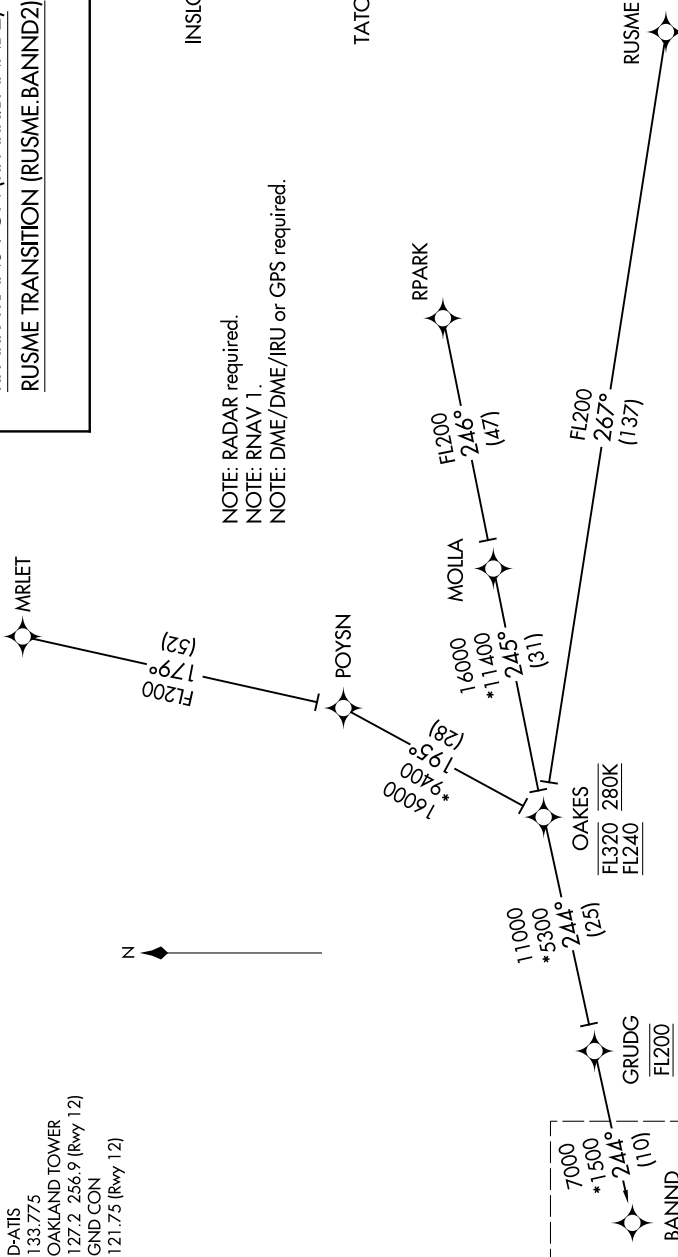 RUSME TRANSITION (RUSME.BANND2)
INSLO
TATO
NOTE: RADAR required.
NOTE: RNAV 1.
NOTE: DME/DME/IRU or GPS required.
D-ATIS
133.775
OAKLAND TOWER
127.2 256.9 (Rwy 12)
GND CON
121.75 (Rwy 12)
N
MRLET
FL200
179°
(52)
POYSN
16000
*9400
195°
(28)
RPARK
FL200
246°
(47)
MOLLA
16000
*11400
245°
(31)
RUSME
FL200
267°
(137)
OAKES
FL320 280K
FL240
11000
*5300
244°
(25)
GRUDG
FL200
7000
*1500
244°
(10)
BANND